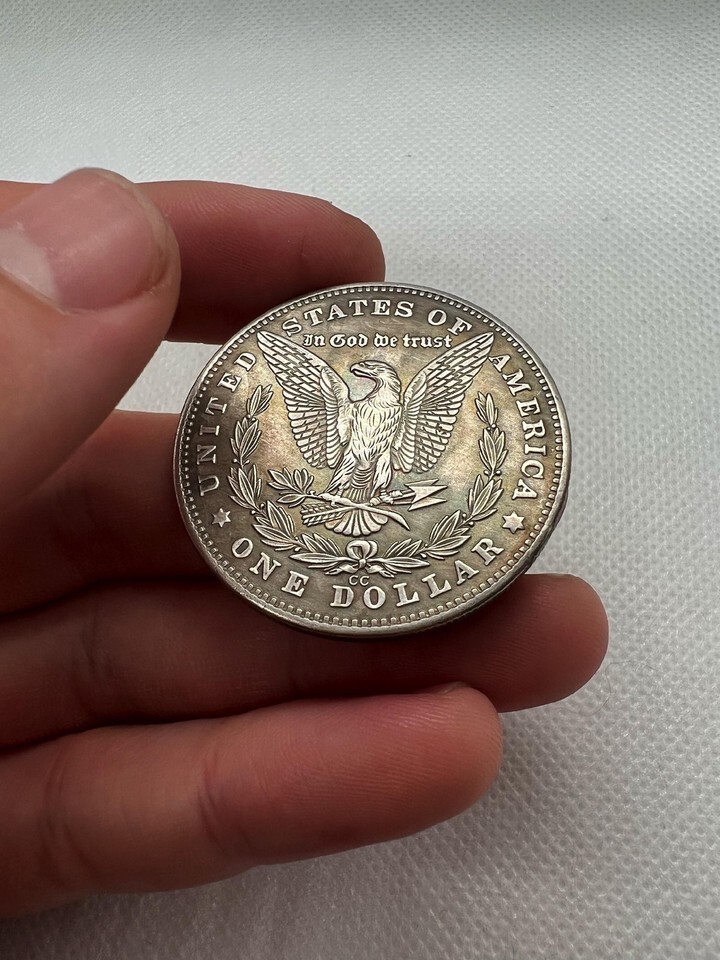 UNITED STATES OF AMERICA
In God we trust
CC
ONE DOLLAR